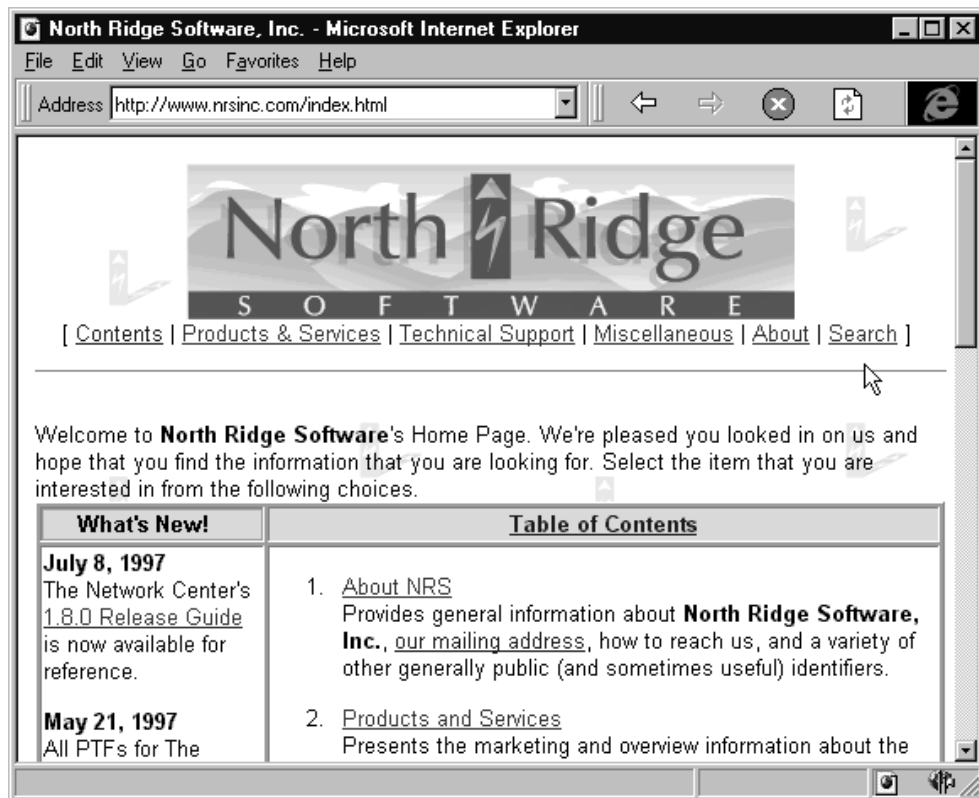 North Ridge Software, Inc. - Microsoft Internet Explorer
File Edit View Go Favorites Help
Address http://www.nrsinc.com/index.html
North Ridge
SOFTWARE
[ Contents | Products & Services | Technical Support | Miscellaneous | About | Search ]
Welcome to North Ridge Software's Home Page. We're pleased you looked in on us and
hope that you find the information that you are looking for. Select the item that you are
interested in from the following choices.
What's New!
July 8, 1997
The Network Center's
1.8.0 Release Guide
is now available for
reference.
May 21, 1997
All PTFs for The
Table of Contents
1. About NRS
Provides general information about North Ridge Software,
Inc., our mailing address, how to reach us, and a variety of
other generally public (and sometimes useful) identifiers.
2. Products and Services
Presents the marketing and overview information about the